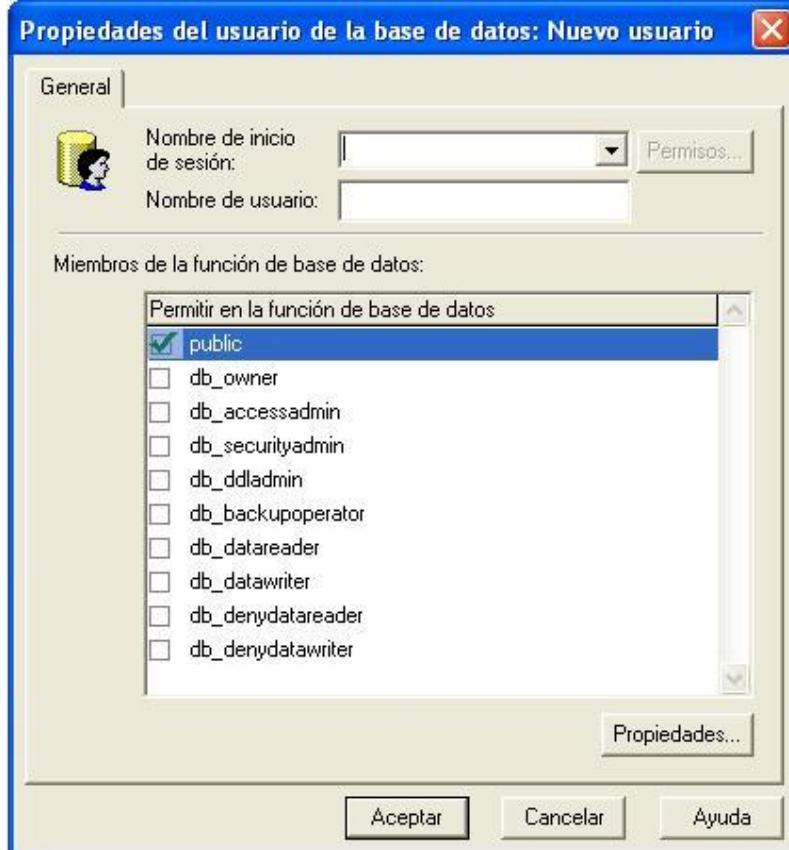 Propiedades del usuario de la base de datos: Nuevo usuario
General
Nombre de inicio
de sesión:
Permisos...
Nombre de usuario:
Miembros de la función de base de datos:
Permitir en la función de base de datos
public
db_owner
db_accessadmin
db_securityadmin
db_ddladmin
db_backupoperator
db_datareader
db_datawriter
db_denydatareader
db_denydatawriter
Propiedades...
Aceptar
Cancelar
Ayuda